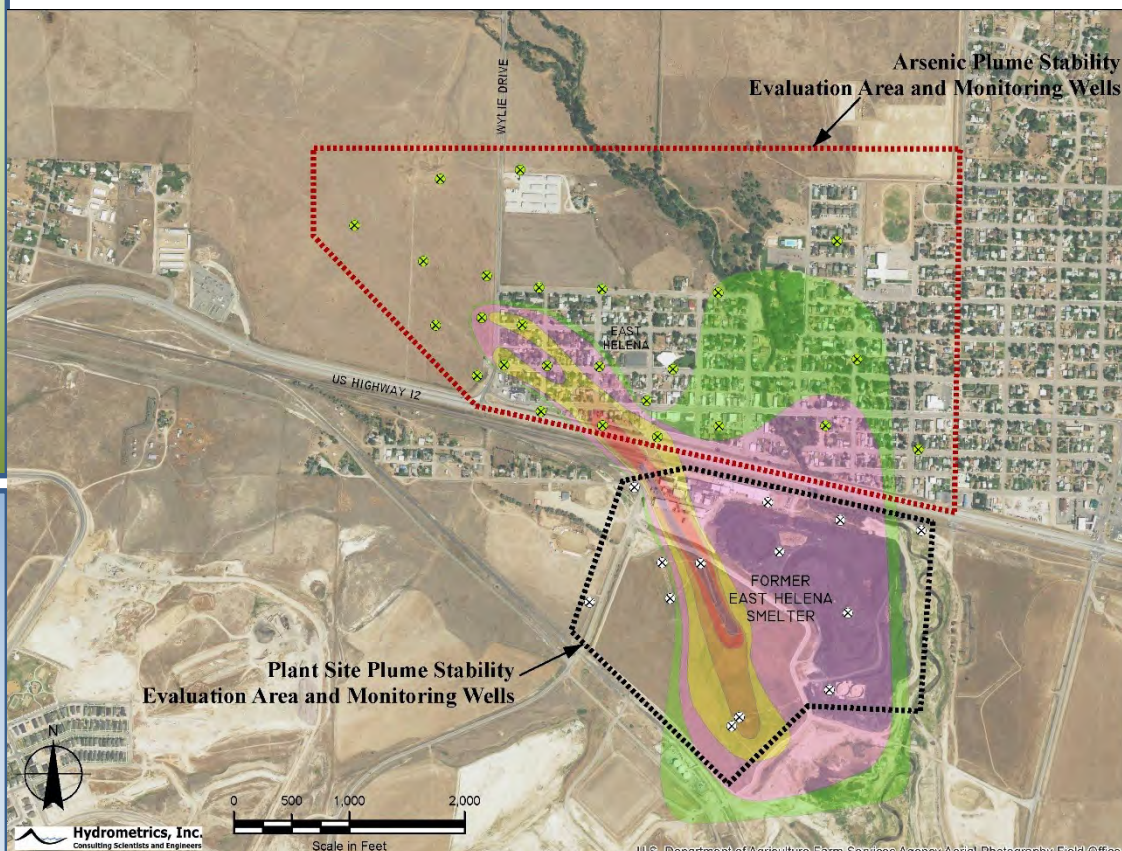 Arsenic Plume Stability
Evaluation Area and Monitoring Wells
WYLIE DRIVE
EAST
HELENA
US HIGHWAY 12
FORMER
EAST HELENA
SMELTER
Plant Site Plume Stability
Evaluation Area and Monitoring Wells
N
0 500 1,000 2,000
Scale in Feet
Hydrometrics, Inc.
Consulting Scientists and Engineers
U.S. Department of Agriculture Farm Services Agency Aerial Photography Field Office